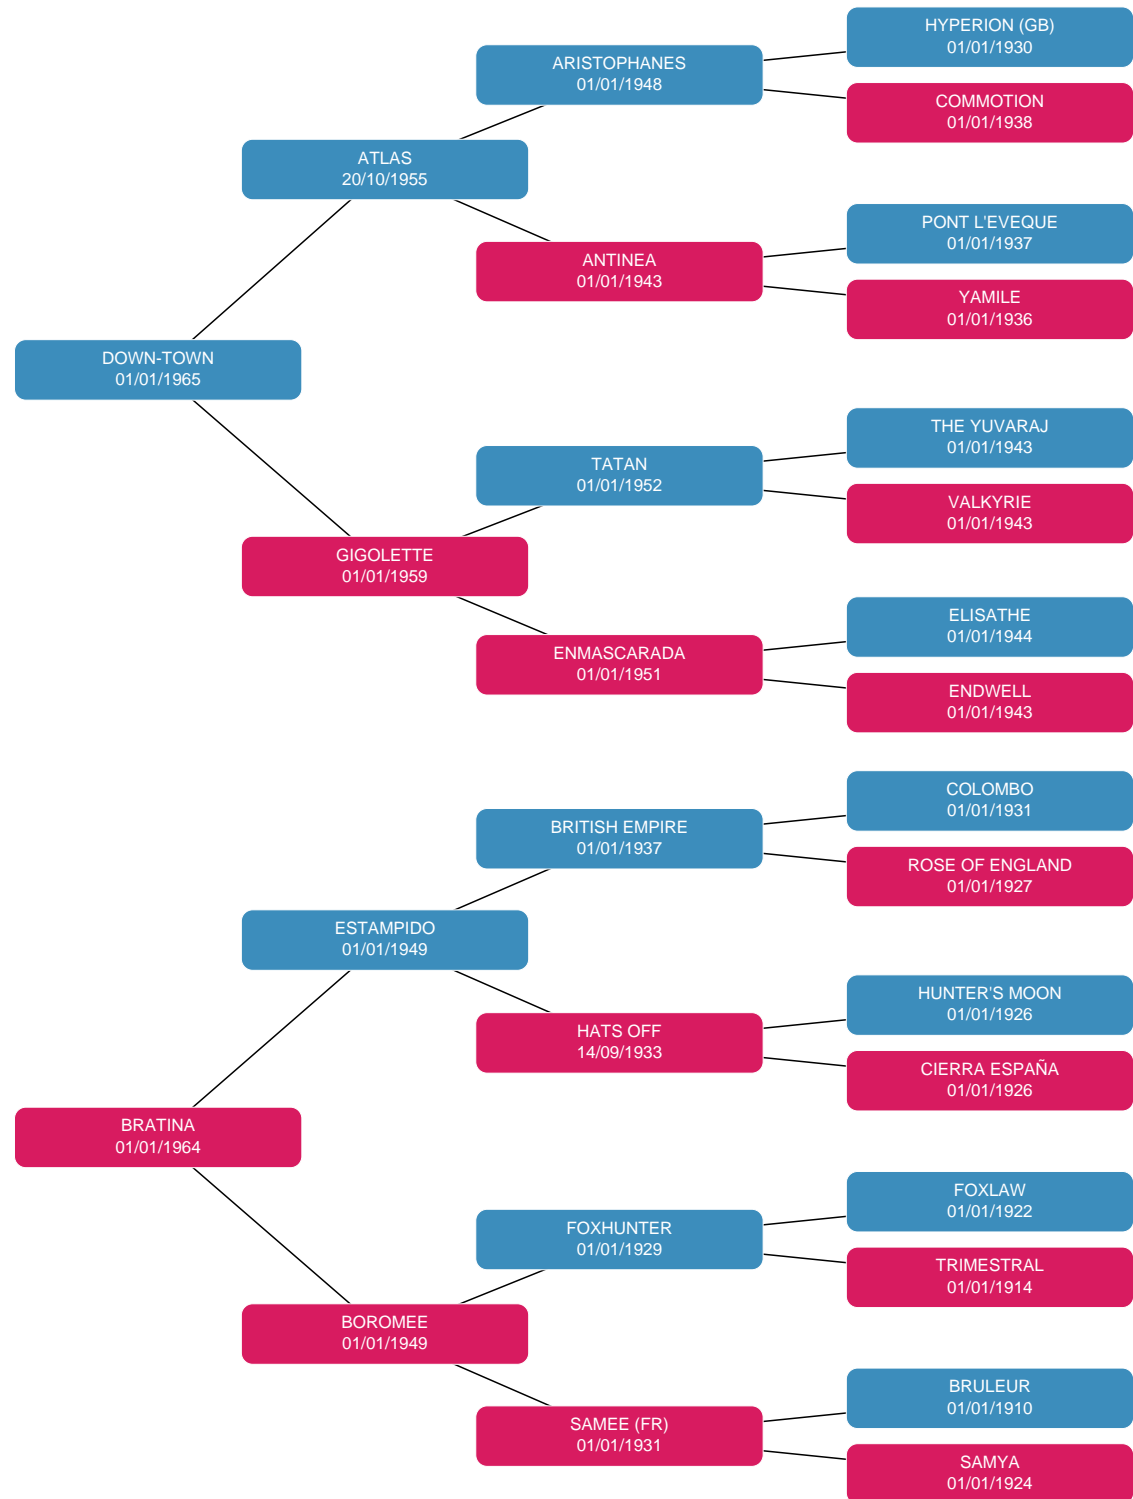 HYPERION (GB)
01/01/1930
ARISTOPHANES
01/01/1948
COMMOTION
01/01/1938
ATLAS
20/10/1955
PONT L'EVEQUE
01/01/1937
ANTINEA
01/01/1943
YAMILE
01/01/1936
DOWN-TOWN
01/01/1965
THE YUVARAJ
01/01/1943
TATAN
01/01/1952
VALKYRIE
01/01/1943
GIGOLETTE
01/01/1959
ELISATHE
01/01/1944
ENMASCARADA
01/01/1951
ENDWELL
01/01/1943
COLOMBO
01/01/1931
BRITISH EMPIRE
01/01/1937
ROSE OF ENGLAND
01/01/1927
ESTAMPIDO
01/01/1949
HUNTER'S MOON
01/01/1926
HATS OFF
14/09/1933
CIERRA ESPAÑA
01/01/1926
BRATINA
01/01/1964
FOXLAW
01/01/1922
FOXHUNTER
01/01/1929
TRIMESTRAL
01/01/1914
BOROMEE
01/01/1949
BRULEUR
01/01/1910
SAMEE (FR)
01/01/1931
SAMYA
01/01/1924